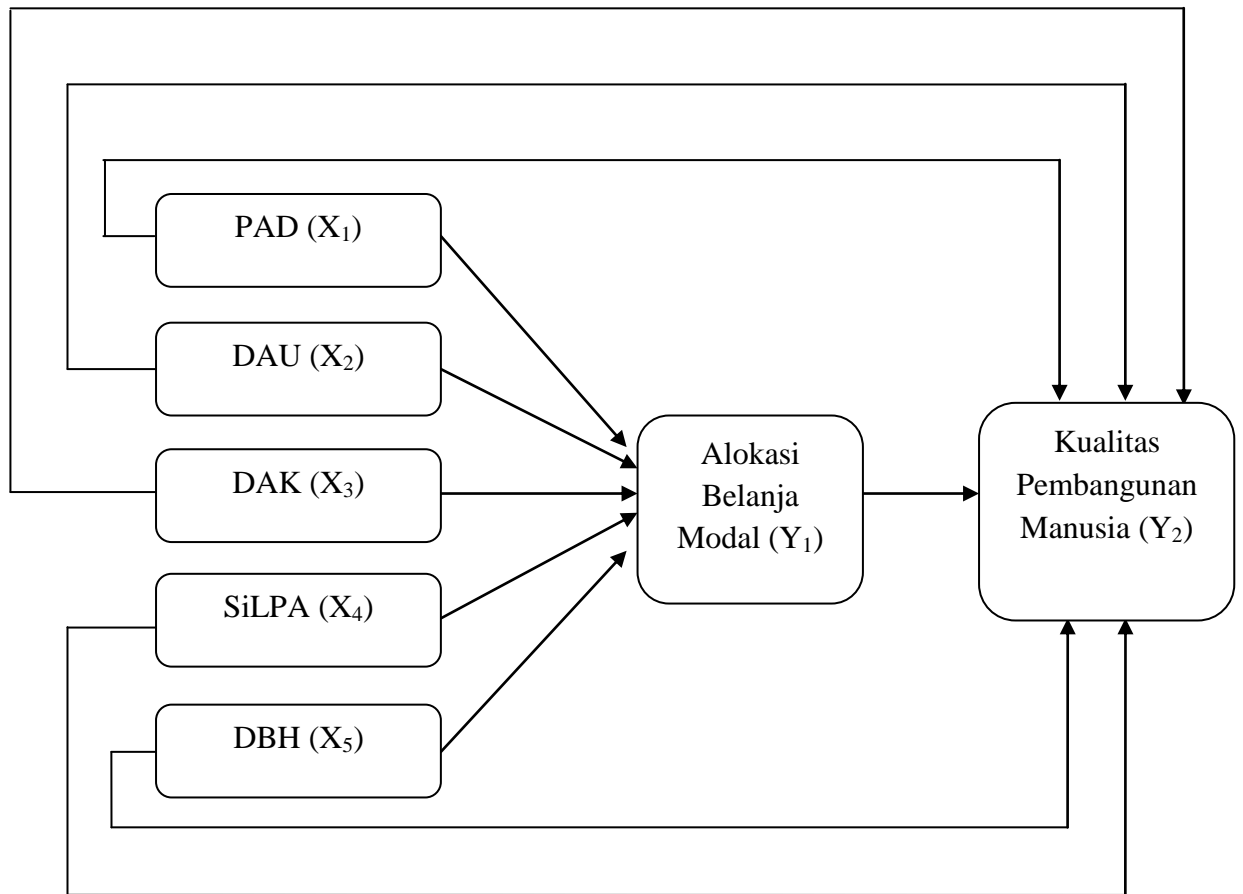 PAD (X₁)
DAU (X₂)
DAK (X₃)
SiLPA (X₄)
DBH (X₅)
Alokasi
Belanja
Modal (Y₁)
Kualitas
Pembangunan
Manusia (Y₂)